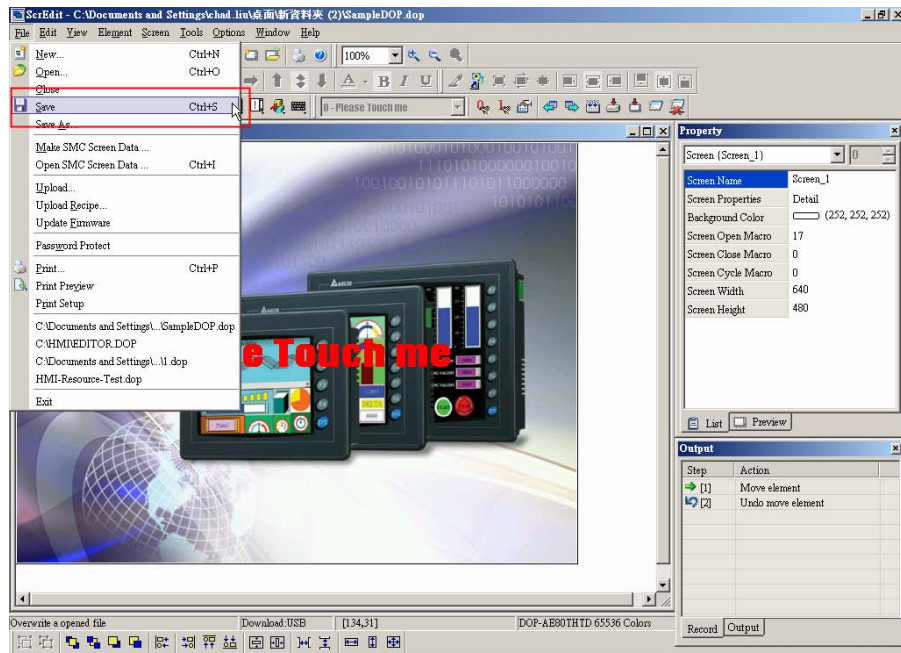 ScrEdit - C:\Documents and Settings\chad.liu\桌面\新資料夾 (2)\SampleDOP.dop
File Edit View Element Screen Tools Options Window Help
New... Ctrl+N
Open... Ctrl+O
Close
Save Ctrl+S
Save As...
Make SMC Screen Data ...
Open SMC Screen Data ... Ctrl+I
Upload...
Upload Recipe...
Update Firmware
Password Protect
Print... Ctrl+P
Print Preview
Print Setup
C:\Documents and Settings\...\SampleDOP.dop
C:\HMI\EDITOR.DOP
C:\Documents and Settings\...\1.dop
HMI-Resource-Test.dop
Exit
100%
A B I U
0 - Please Touch me
e Touch me
DELTA
Property
Screen {Screen_1} 0
Screen Name Screen_1
Screen Properties Detail
Background Color (252, 252, 252)
Screen Open Macro 17
Screen Close Macro 0
Screen Cycle Macro 0
Screen Width 640
Screen Height 480
List Preview
Output
Step Action
[1] Move element
[2] Undo move element
Record Output
Overwrite a opened file Download:USB [134,31] DOP-AE80THTD 65536 Colors